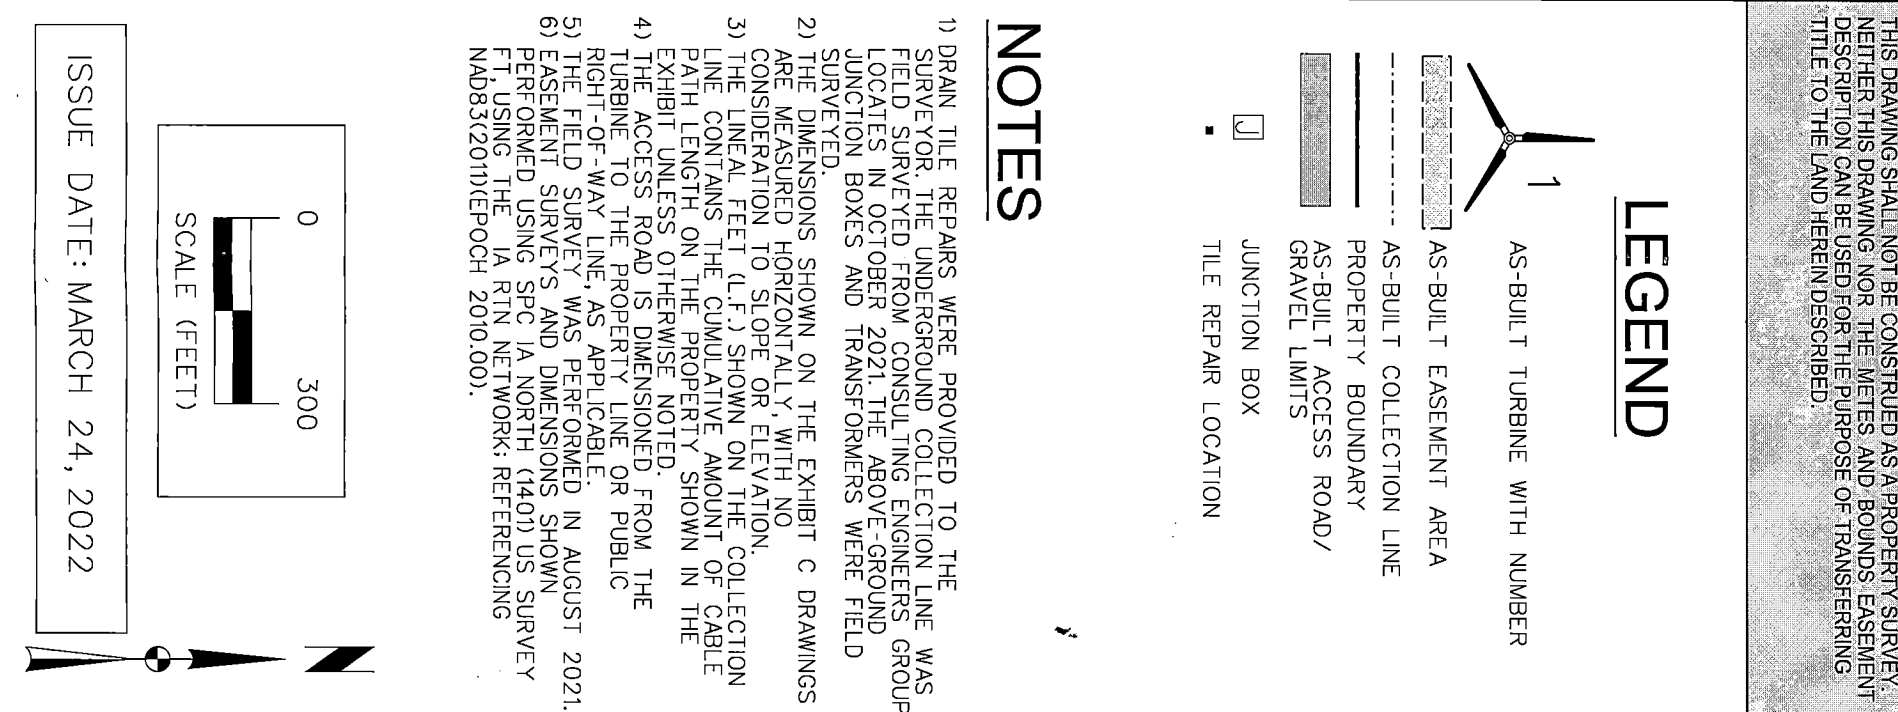 THIS DRAWING SHALL NOT BE CONSTRUED AS A PROPERTY SURVEY.
NEITHER THIS DRAWING NOR THE METES AND BOUNDS EASEMENT
DESCRIPTION CAN BE USED FOR THE PURPOSE OF TRANSFERRING
TITLE TO THE LAND HEREIN DESCRIBED.
LEGEND
1
AS-BUILT TURBINE WITH NUMBER
AS-BUILT EASEMENT AREA
AS-BUILT COLLECTION LINE
PROPERTY BOUNDARY
AS-BUILT ACCESS ROAD/
GRAVEL LIMITS
J
JUNCTION BOX
TILE REPAIR LOCATION
NOTES
1) DRAIN TILE REPAIRS WERE PROVIDED TO THE
SURVEYOR. THE UNDERGROUND COLLECTION LINE WAS
FIELD SURVEYED FROM CONSULTING ENGINEERS GROUP
LOCATES IN OCTOBER 2021. THE ABOVE-GROUND
JUNCTION BOXES AND TRANSFORMERS WERE FIELD
SURVEYED.
2) THE DIMENSIONS SHOWN ON THE EXHIBIT C DRAWINGS
ARE MEASURED HORIZONTALLY, WITH NO
CONSIDERATION TO SLOPE OR ELEVATION.
3) THE LINEAL FEET (L.F.) SHOWN ON THE COLLECTION
LINE CONTAINS THE CUMULATIVE AMOUNT OF CABLE
PATH LENGTH ON THE PROPERTY SHOWN IN THE
EXHIBIT UNLESS OTHERWISE NOTED.
4) THE ACCESS ROAD IS DIMENSIONED FROM THE
TURBINE TO THE PROPERTY LINE OR PUBLIC
RIGHT-OF-WAY LINE, AS APPLICABLE.
5) THE FIELD SURVEY WAS PERFORMED IN AUGUST 2021.
6) EASEMENT SURVEYS AND DIMENSIONS SHOWN
PERFORMED USING SPC IA NORTH (1401) US SURVEY
FT, USING THE IA RTN NETWORK; REFERENCING
NAD83(2011)(EPOCH 2010.00).
0 300
SCALE (FEET)
ISSUE DATE: MARCH 24, 2022
N